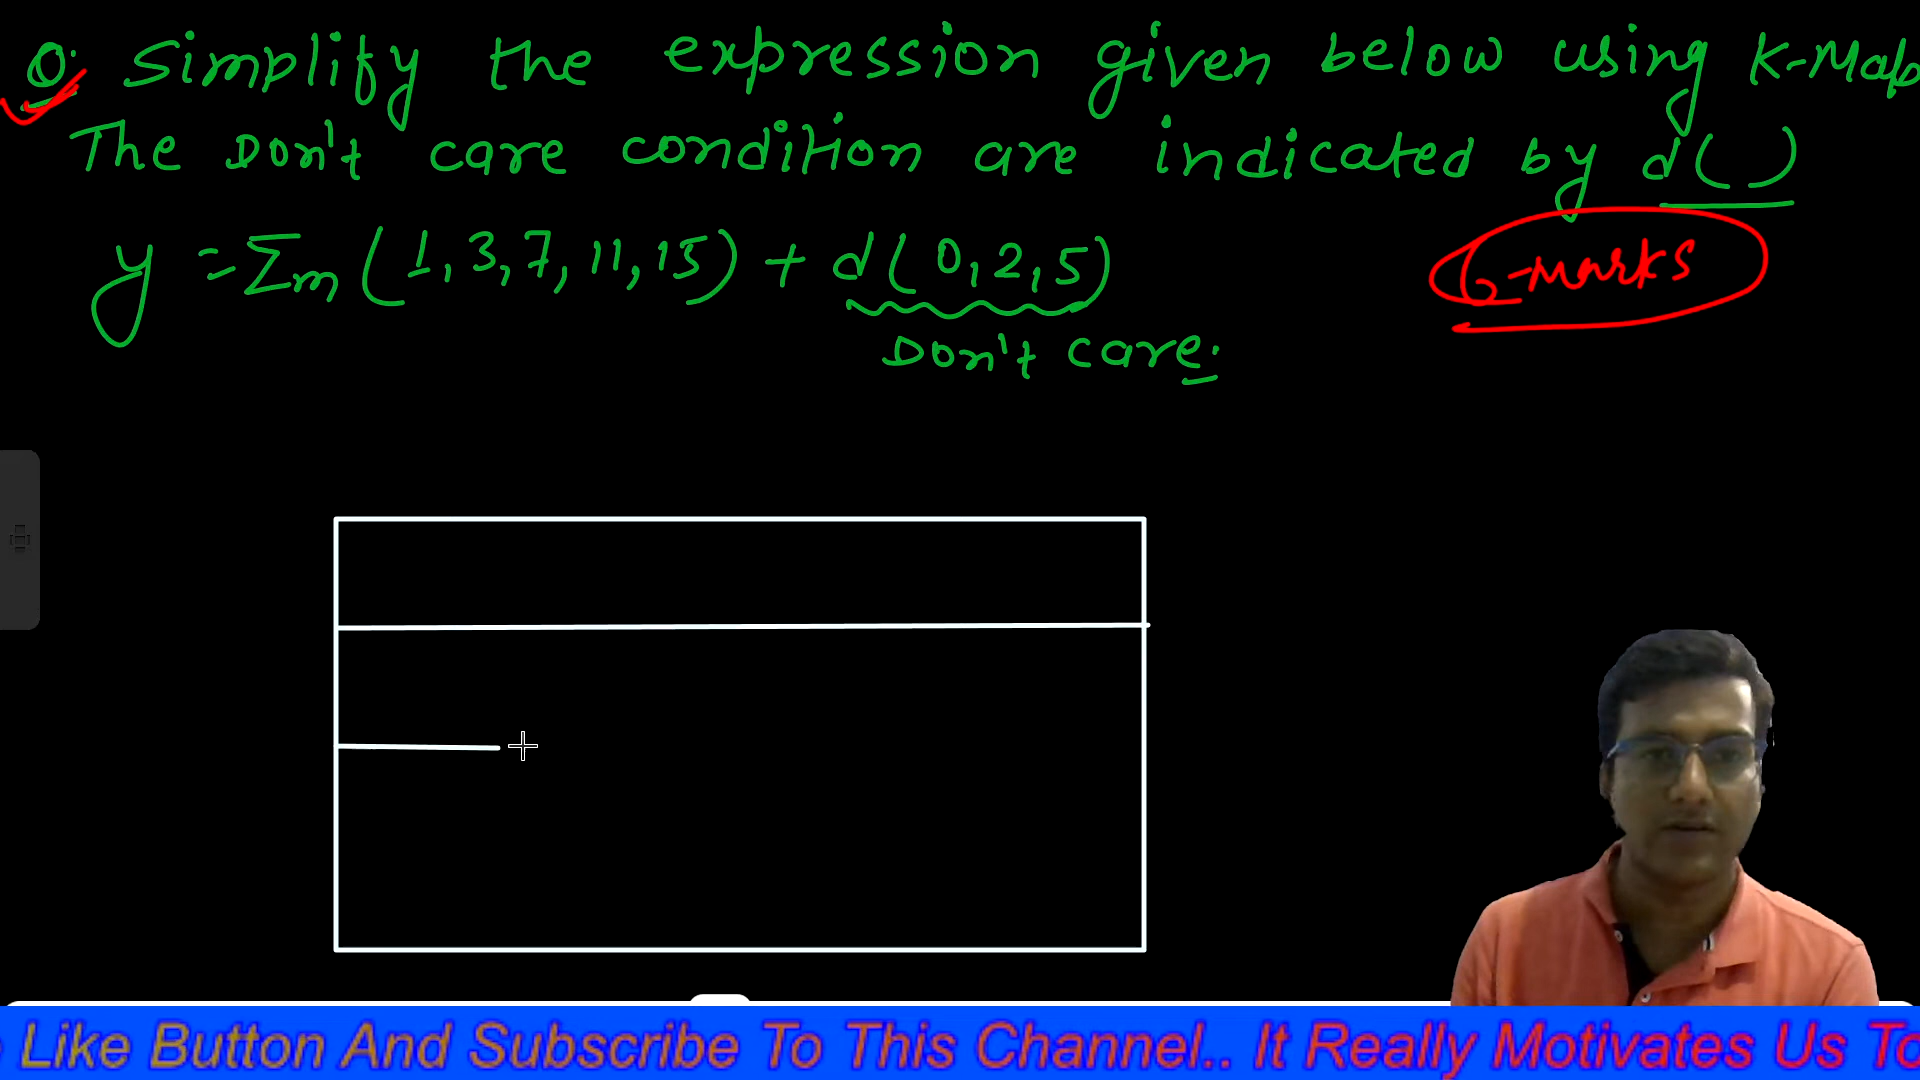 Q. Simplify the expression given below using K-Map
The Don't care condition are indicated by d( )
y = Σm (1,3,7,11,15) + d(0,2,5)
6-marks
Don't care.
Like Button And Subscribe To This Channel.. It Really Motivates Us To